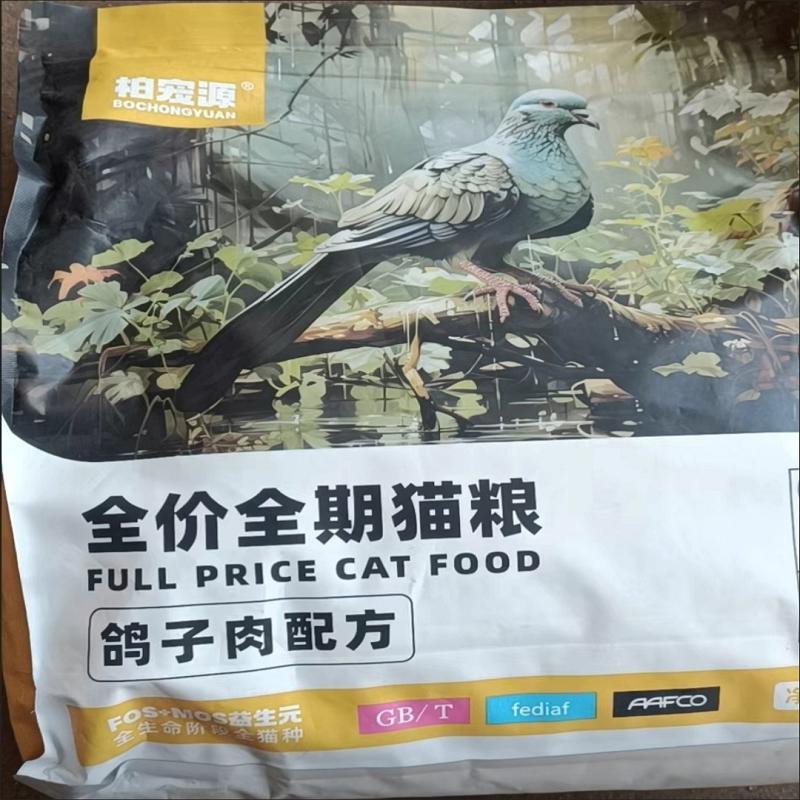 柏宠源®
BOCHONGYUAN
全价全期猫粮
FULL PRICE CAT FOOD
鸽子肉配方
FOS+MOS益生元
全生命阶段全猫种
GB/T
fediaf
AAFCO
净